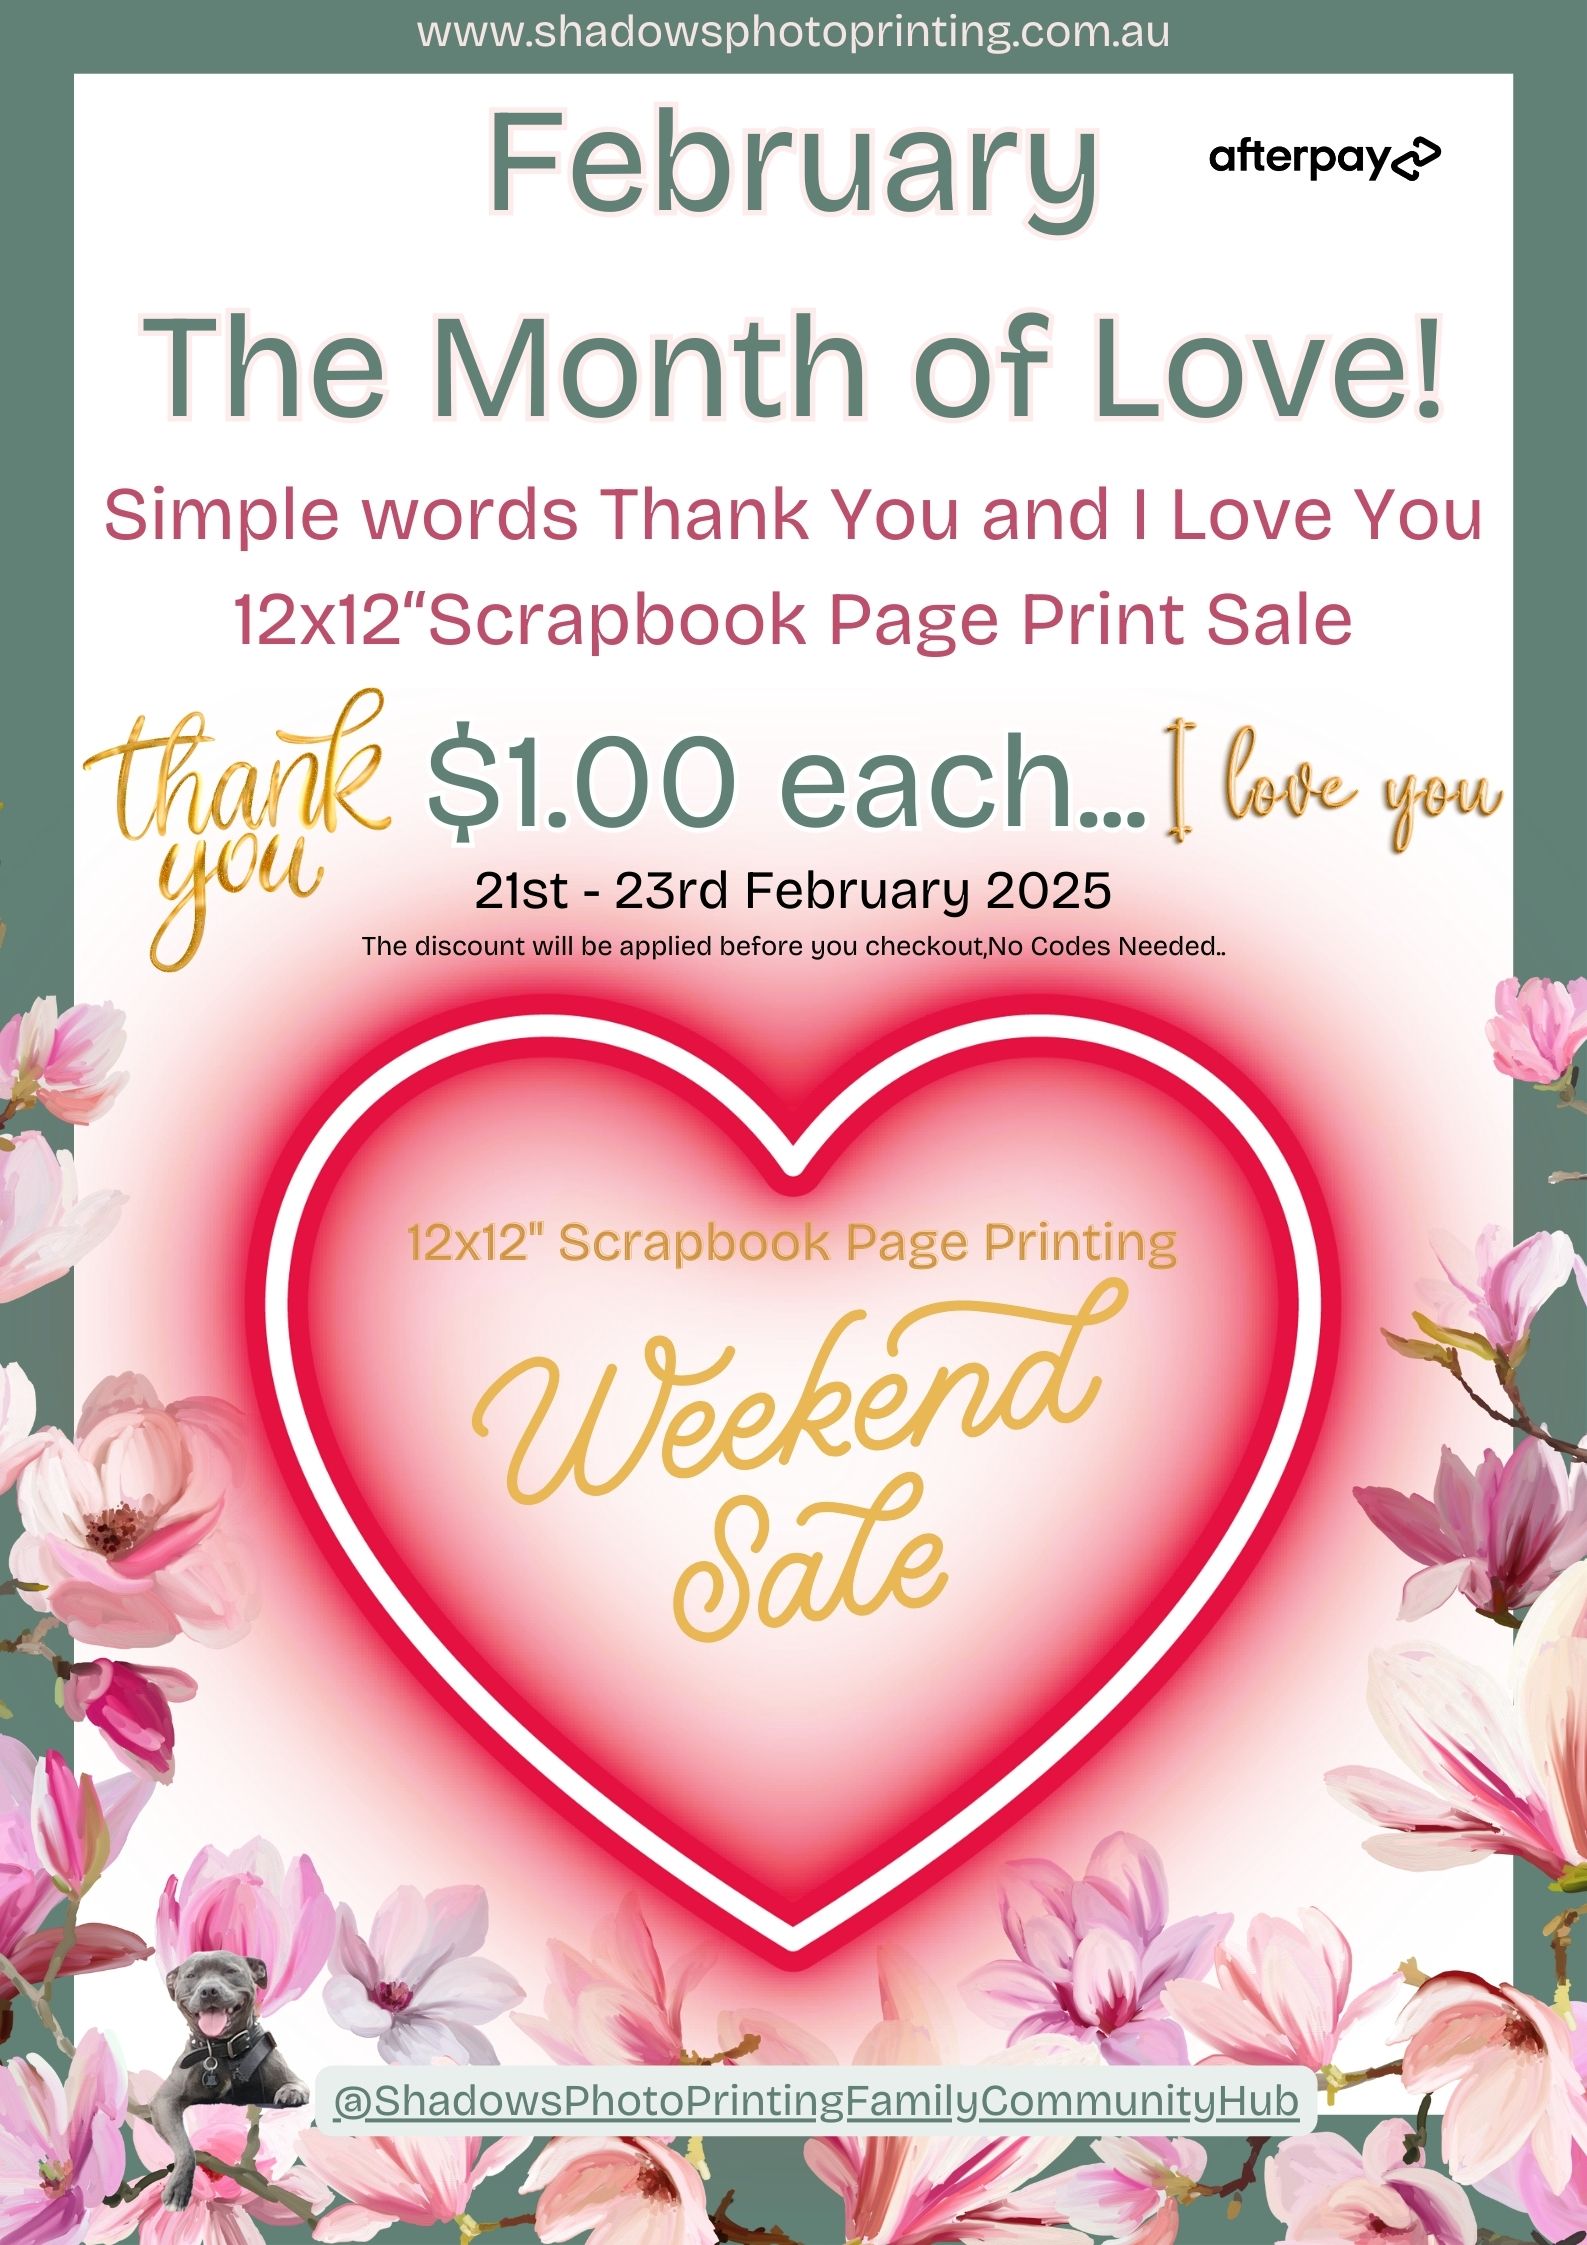 www.shadowsphotoprinting.com.au
February
afterpay
The Month of Love!
Simple words Thank You and I Love You
12x12“Scrapbook Page Print Sale
thank
you
$1.00 each...
I love you
21st - 23rd February 2025
The discount will be applied before you checkout,No Codes Needed..
12x12" Scrapbook Page Printing
Weekend
Sale
@ShadowsPhotoPrintingFamilyCommunityHub